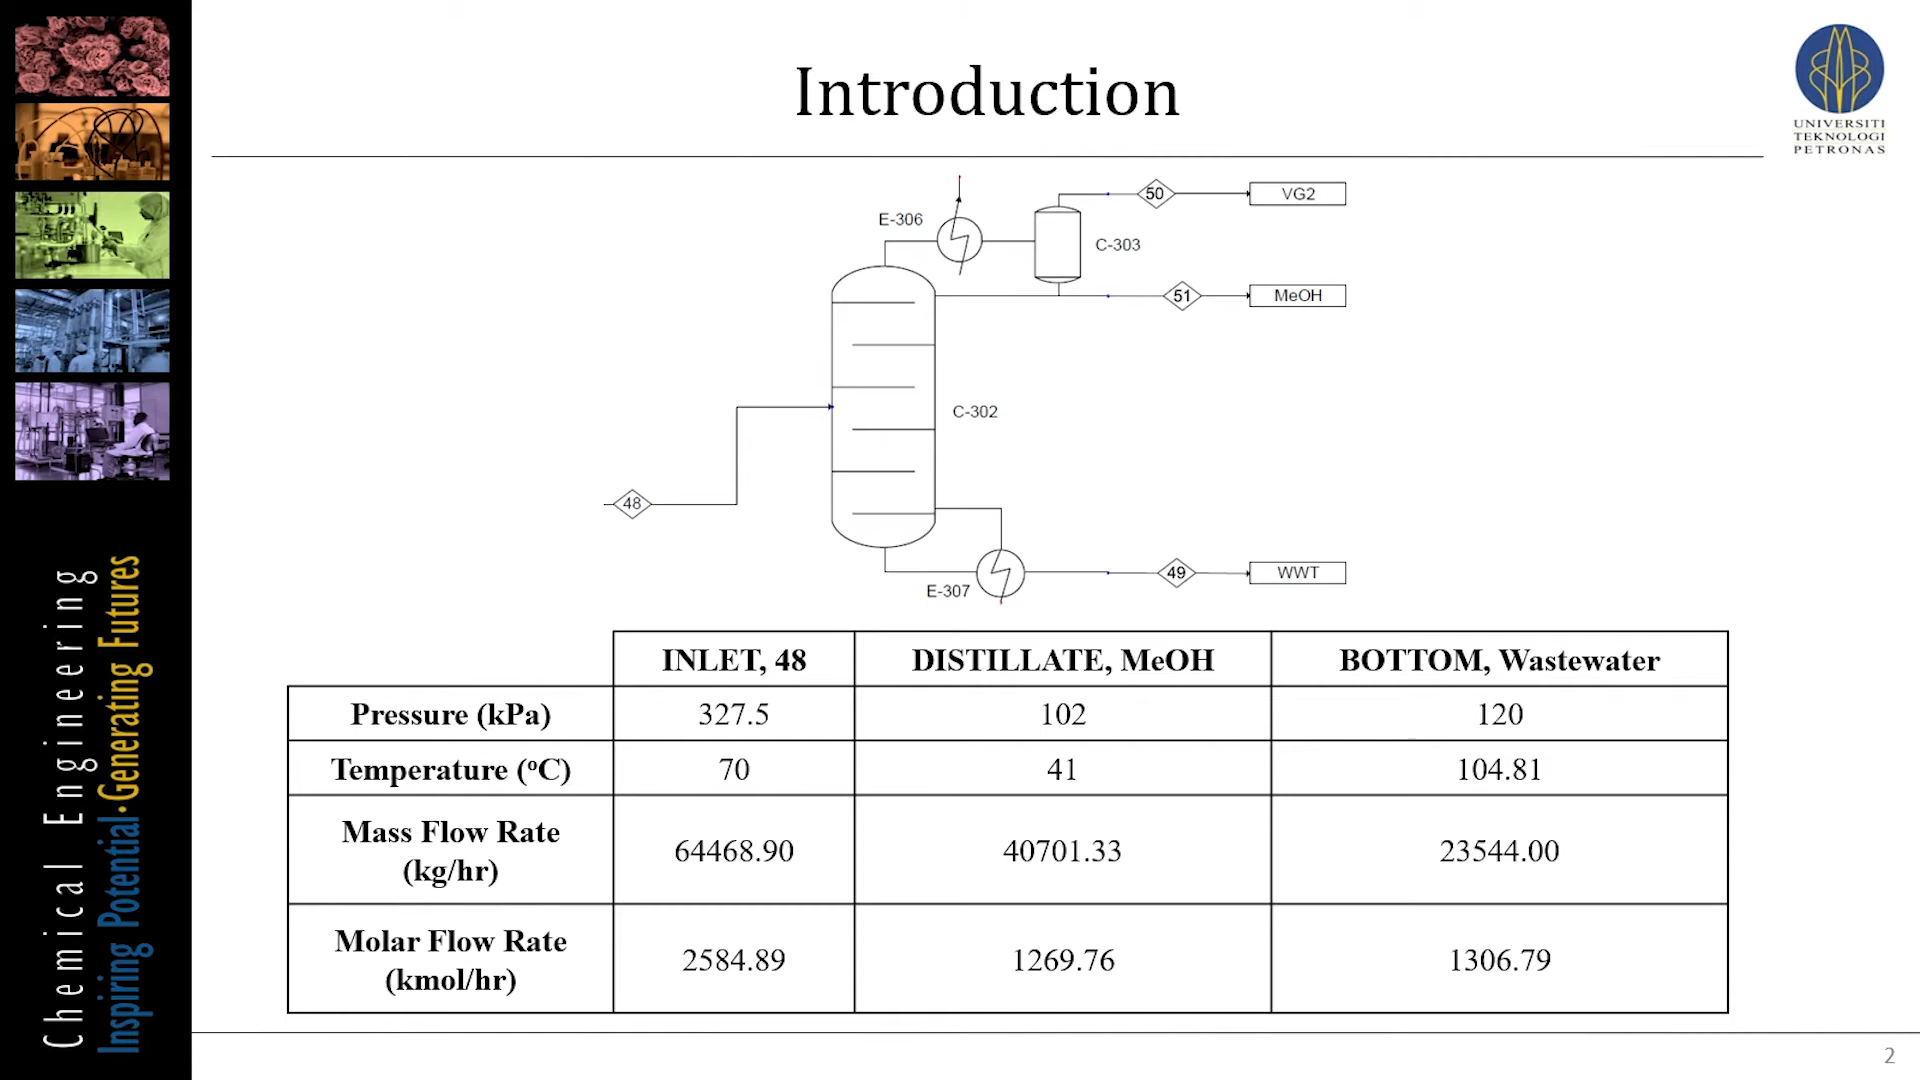 Introduction
UNIVERSITI
TEKNOLOGI
PETRONAS
Chemical Engineering
Inspiring Potential·Generating Futures
50
VG2
E-306
C-303
51
MeOH
C-302
48
49
WWT
E-307
INLET, 48 DISTILLATE, MeOH BOTTOM, Wastewater
Pressure (kPa) 327.5 102 120
Temperature (ºC) 70 41 104.81
Mass Flow Rate
(kg/hr) 64468.90 40701.33 23544.00
Molar Flow Rate
(kmol/hr) 2584.89 1269.76 1306.79
2